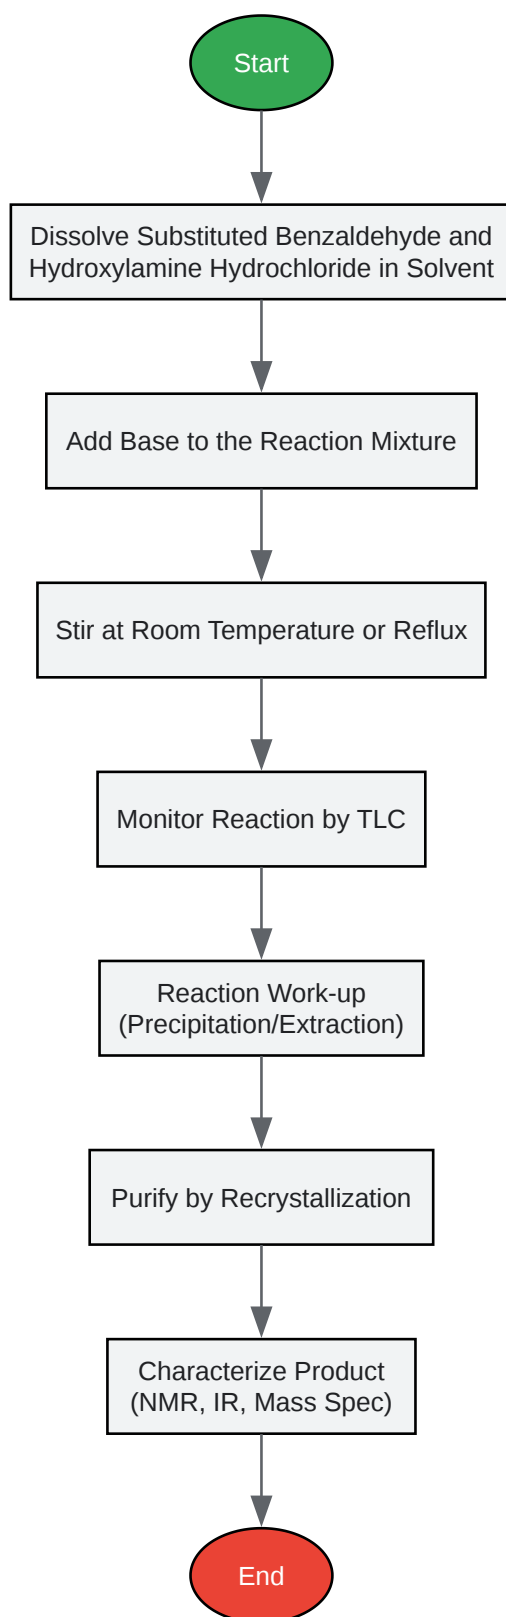 Start
Dissolve Substituted Benzaldehyde and
Hydroxylamine Hydrochloride in Solvent
Add Base to the Reaction Mixture
Stir at Room Temperature or Reflux
Monitor Reaction by TLC
Reaction Work-up
(Precipitation/Extraction)
Purify by Recrystallization
Characterize Product
(NMR, IR, Mass Spec)
End